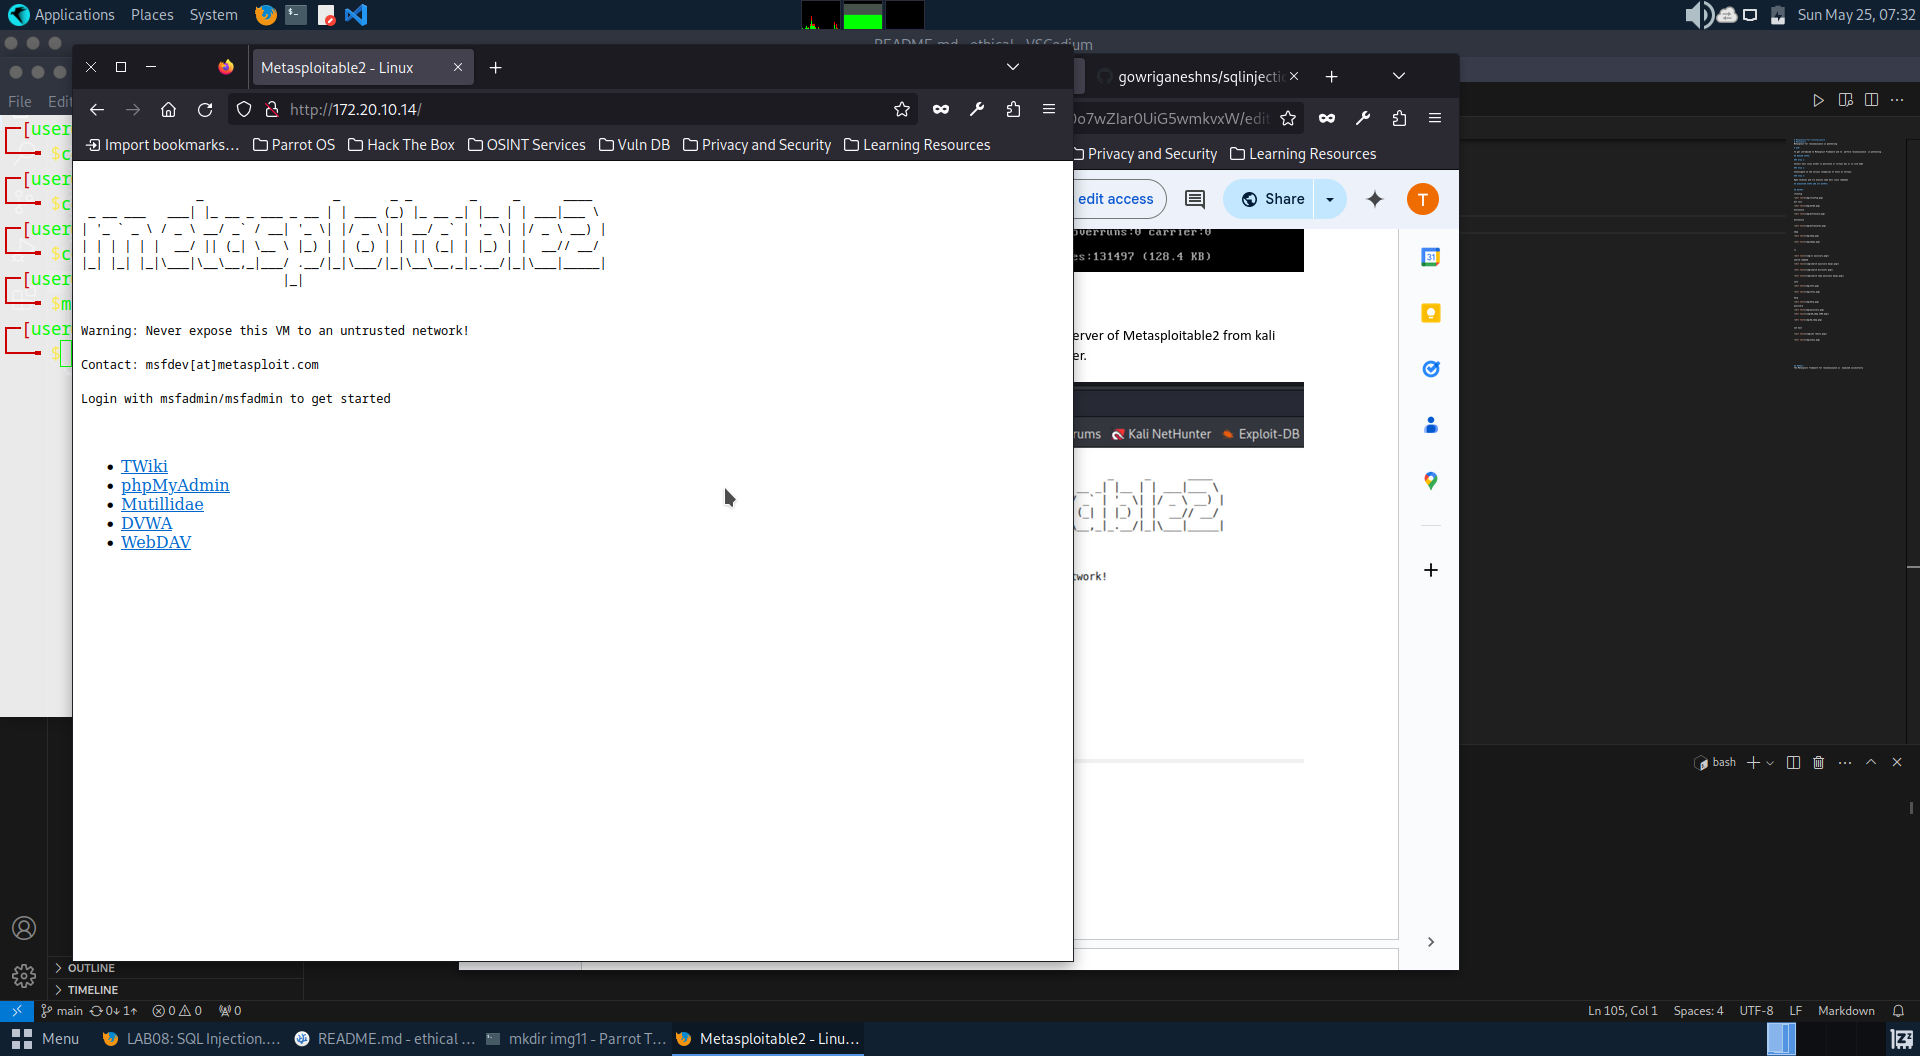 Applications Places System
Sun May 25, 07:32
README.md - ethical - VSCodium
Metasploitable2 - Linux
gowriganeshns/sqlinjectio
File Edit
http://172.20.10.14/
Do7wZIar0UiG5wmkvxW/edit
Import bookmarks... Parrot OS Hack The Box OSINT Services Vuln DB Privacy and Security Learning Resources
Privacy and Security Learning Resources
[user
$c
[user
$c
[user
$c
[user
$m
[user
$
metasploitable2
Warning: Never expose this VM to an untrusted network!
Contact: msfdev[at]metasploit.com
Login with msfadmin/msfadmin to get started
TWiki
phpMyAdmin
Mutillidae
DVWA
WebDAV
edit access
Share
T
31
overruns:0 carrier:0
es:131497 (128.4 KB)
erver of Metasploitable2 from kali
er.
rums Kali NetHunter Exploit-DB
able2
twork!
bash
OUTLINE
TIMELINE
main 0↓ 1↑ 0 0 0
Ln 105, Col 1 Spaces: 4 UTF-8 LF Markdown
Menu LAB08: SQL Injection.... README.md - ethical ... mkdir img11 - Parrot T... Metasploitable2 - Linu...